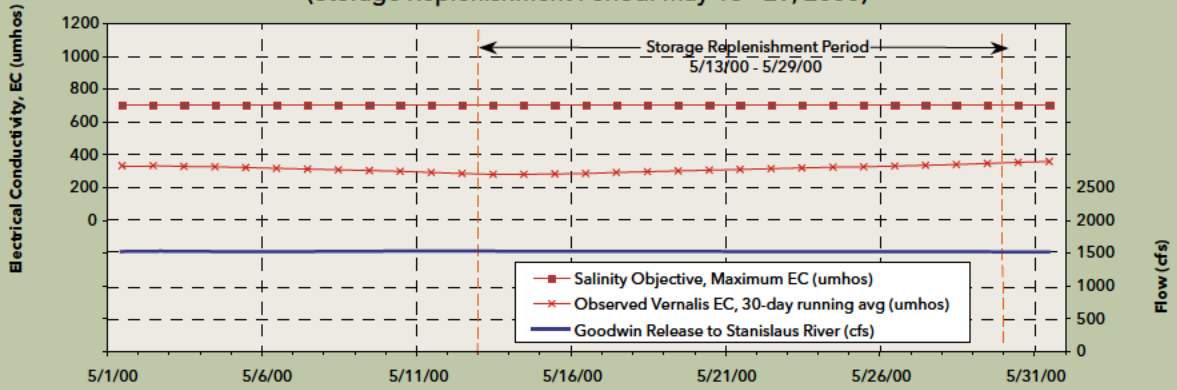 1200
1000
800
600
400
200
0
Electrical Conductivity, EC (umhos)
Storage Replenishment Period
5/13/00 - 5/29/00
2500
2000
1500
1000
500
0
Flow (cfs)
Salinity Objective, Maximum EC (umhos)
Observed Vernalis EC, 30-day running avg (umhos)
Goodwin Release to Stanislaus River (cfs)
5/1/00 5/6/00 5/11/00 5/16/00 5/21/00 5/26/00 5/31/00